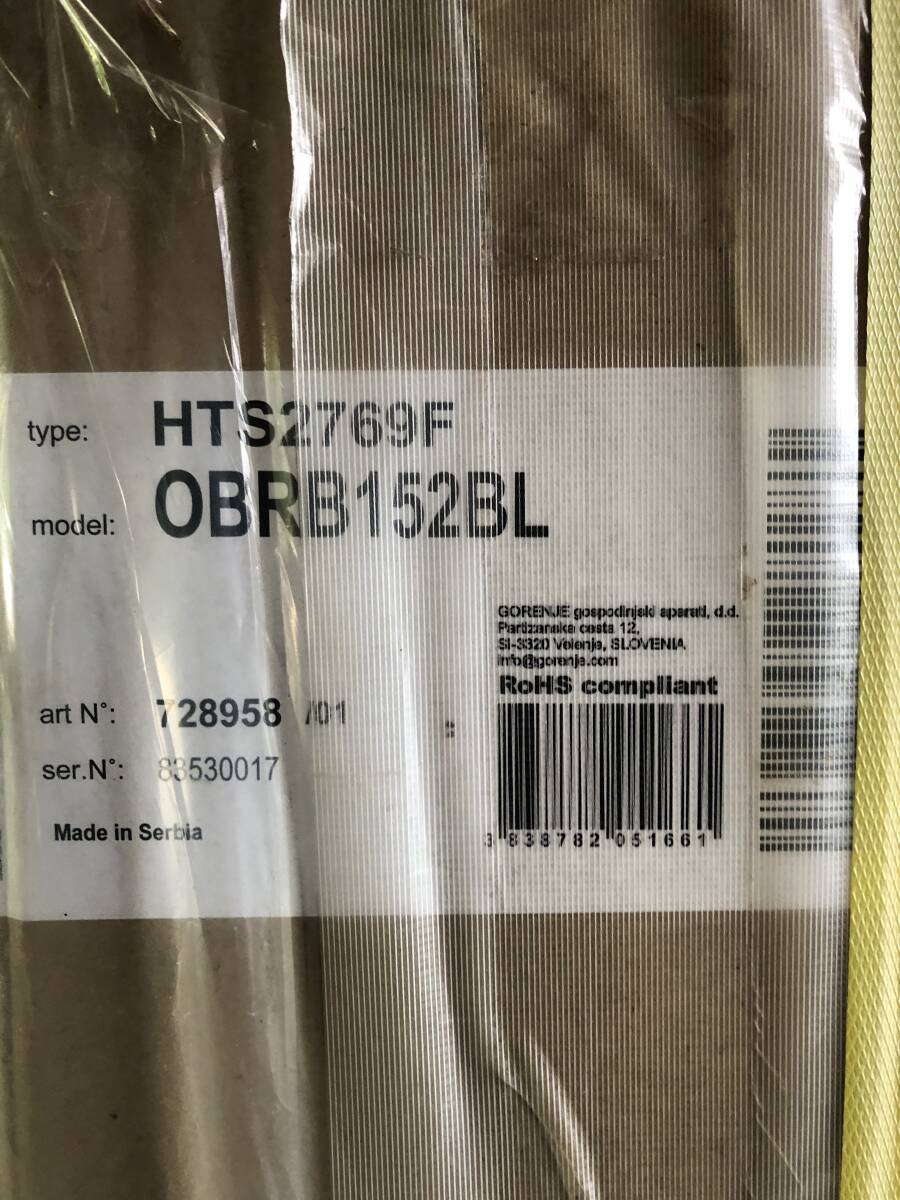 type: HTS2769F
model: OBRB152BL
GORENJE gospodinjski aparati, d.d.
Partizanska cesta 12,
SI-3320 Velenje, SLOVENIA
info@gorenje.com
RoHS compliant
art N°: 728958 /01
ser.N°: 83530017
Made in Serbia
3 838782 051661